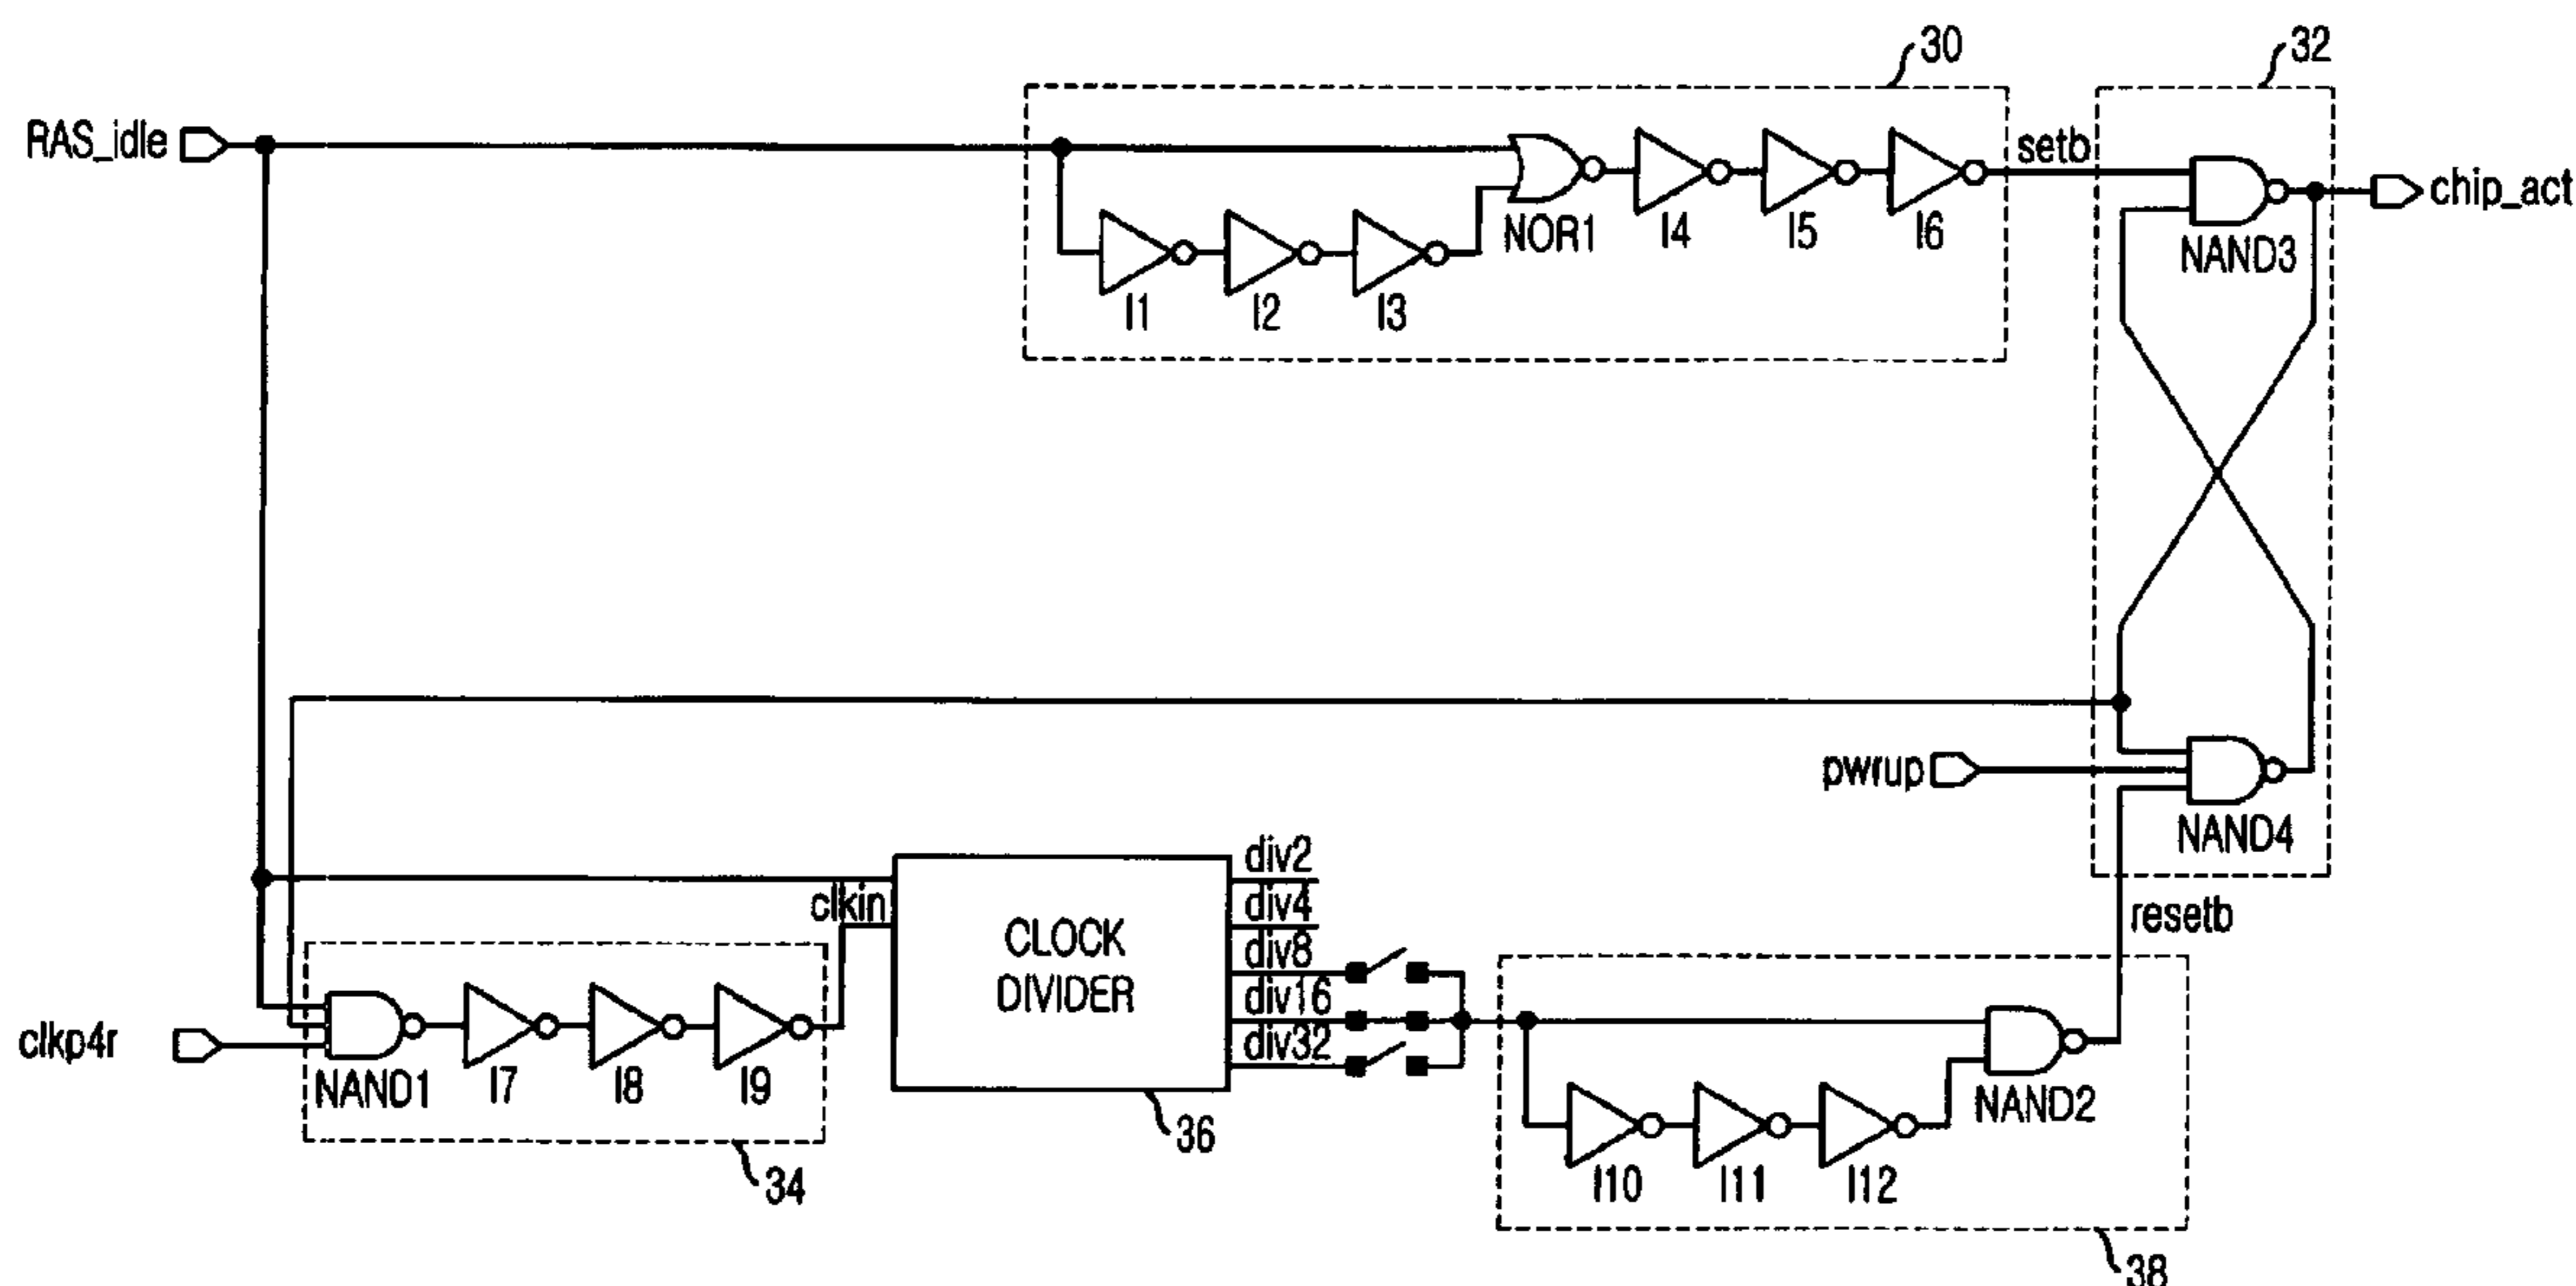 30
32
RAS_idle
setb
chip_act
NOR1
I4
I5
I6
NAND3
I1
I2
I3
pwrup
NAND4
div2
clkin
div4
resetb
CLOCK
DIVIDER
div8
div16
div32
clkp4r
NAND1
I7
I8
I9
NAND2
36
34
I10
I11
I12
38